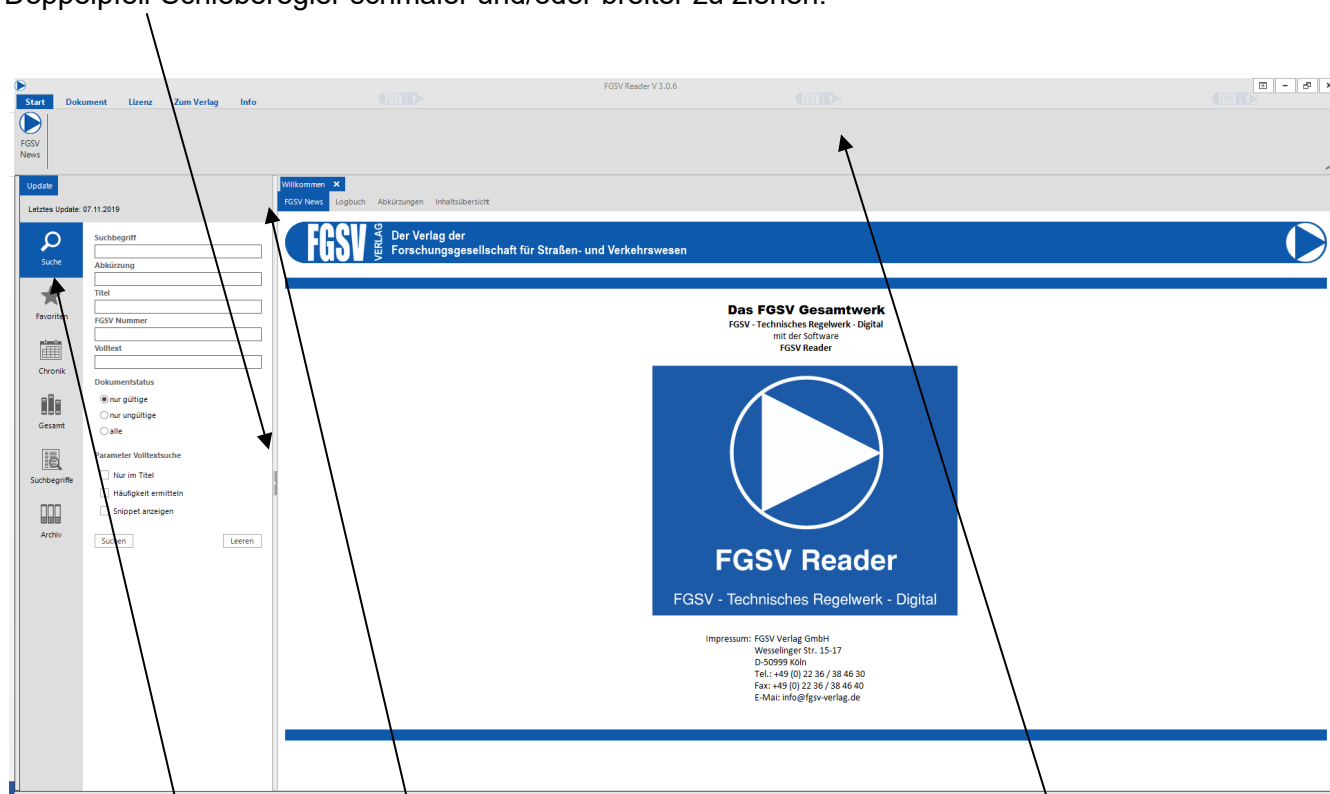 Doppelpfeil-Schieberegler schmaler und/oder breiter zu ziehen.
FGSV Reader V 3.0.6
Start Dokument Lizenz Zum Verlag Info
FGSV
FGSV
FGSV
FGSV
News
Update
Letztes Update: 07.11.2019
Suche
Favoriten
Chronik
Gesamt
Suchbegriffe
Archiv
Suchbegriff
Abkürzung
Titel
FGSV Nummer
Volltext
Dokumentstatus
nur gültige
nur ungültige
alle
Parameter Volltextsuche
Nur im Titel
Häufigkeit ermitteln
Snippet anzeigen
Suchen Leeren
Willkommen X
FGSV News Logbuch Abkürzungen Inhaltsübersicht
FGSV VERLAG
Der Verlag der
Forschungsgesellschaft für Straßen- und Verkehrswesen
Das FGSV Gesamtwerk
FGSV - Technisches Regelwerk - Digital
mit der Software
FGSV Reader
FGSV Reader
FGSV - Technisches Regelwerk - Digital
Impressum: FGSV Verlag GmbH
Wesselinger Str. 15-17
D-50999 Köln
Tel.: +49 (0) 22 36 / 38 46 30
Fax: +49 (0) 22 36 / 38 46 40
E-Mai: info@fgsv-verlag.de